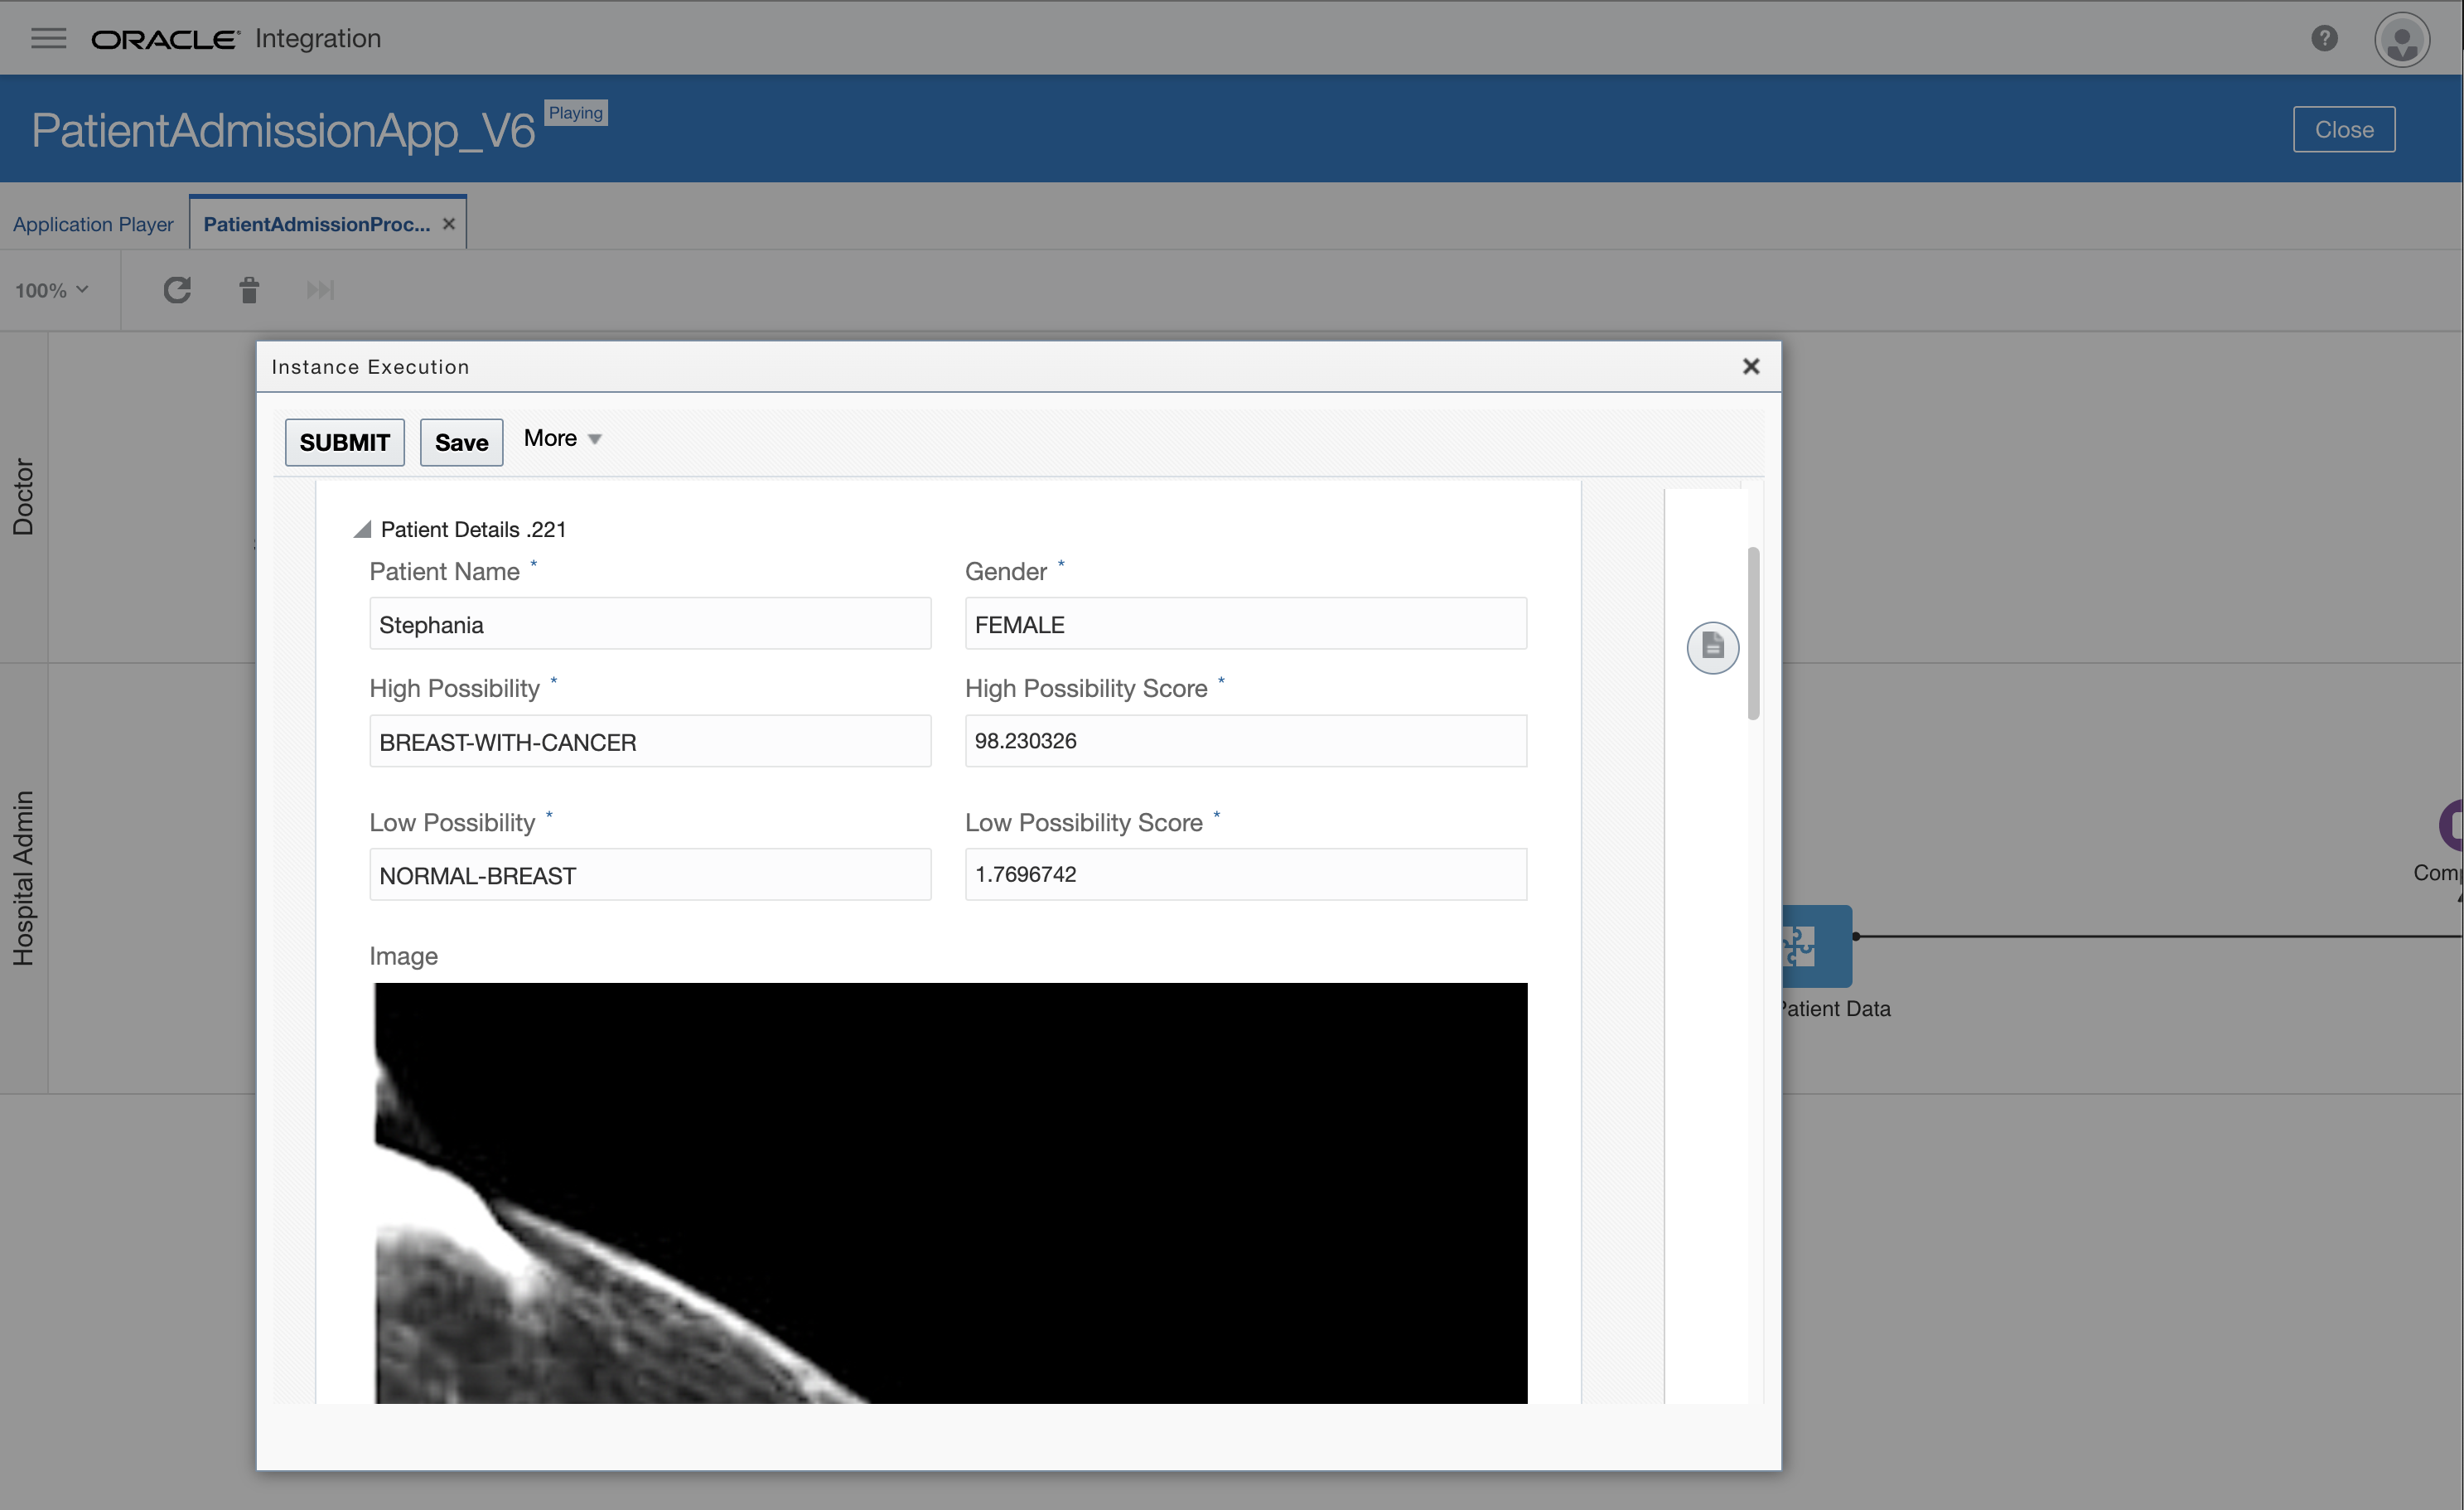 ORACLE Integration
?
PatientAdmissionApp_V6 Playing
Close
Application Player
PatientAdmissionProc...
100%
Instance Execution
SUBMIT Save More
Doctor
Patient Details .221
Patient Name * Gender *
Stephania FEMALE
High Possibility * High Possibility Score *
BREAST-WITH-CANCER 98.230326
Low Possibility * Low Possibility Score *
NORMAL-BREAST 1.7696742
Hospital Admin
Image
Patient Data